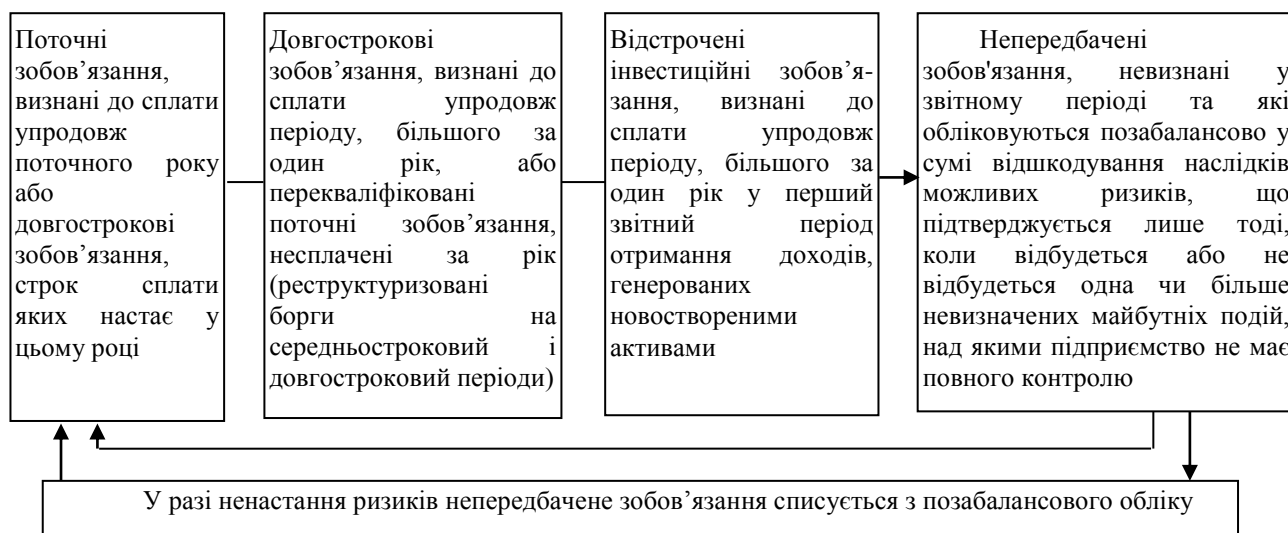 Поточні
зобов’язання,
визнані до сплати
упродовж
поточного року
або
довгострокові
зобов’язання,
строк сплати
яких настає у
цьому році
Довгострокові
зобов’язання, визнані до
сплати упродовж
періоду, більшого за
один рік, або
перекваліфіковані
поточні зобов’язання,
несплачені за рік
(реструктуризовані
борги на
середньостроковий і
довгостроковий періоди)
Відстрочені
інвестиційні зобов’я-
зання, визнані до
сплати упродовж
періоду, більшого за
один рік у перший
звітний період
отримання доходів,
генерованих
новоствореними
активами
Непередбачені
зобов'язання, невизнані у
звітному періоді та які
обліковуються позабалансово у
сумі відшкодування наслідків
можливих ризиків, що
підтверджується лише тоді,
коли відбудеться або не
відбудеться одна чи більше
невизначених майбутніх подій,
над якими підприємство не має
повного контролю
У разі ненастання ризиків непередбачене зобов’язання списується з позабалансового обліку